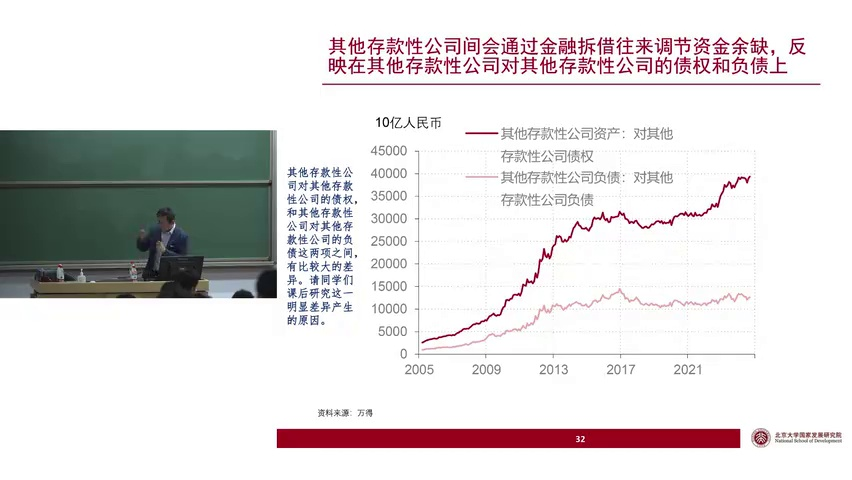 其他存款性公司间会通过金融拆借往来调节资金余缺，反
映在其他存款性公司对其他存款性公司的债权和负债上
10亿人民币
其他存款性公司资产：对其他
存款性公司债权
其他存款性公司负债：对其他
存款性公司负债
45000
40000
35000
30000
25000
20000
15000
10000
5000
0
2005
2009
2013
2017
2021
其他存款性公
司对其他存款
性公司的债权，
和其他存款性
公司对其他存
款性公司的负
债这两项之间，
有比较大的差
异。请同学们
课后研究这一
明显差异产生
的原因。
资料来源：万得
32
北京大学国家发展研究院
National School of Development